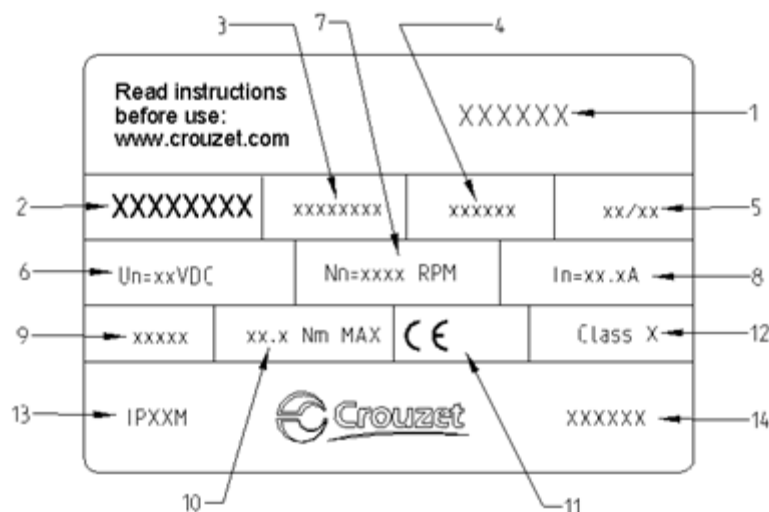 3 7 4
Read instructions
before use:
www.crouzet.com
XXXXXX 1
2 XXXXXXXX xxxxxxxx xxxxxx xx/xx 5
6 Un=xxVDC Nn=xxxx RPM In=xx.xA 8
9 xxxxx xx.x Nm MAX CE Class X 12
13 IPXXM Crouzet XXXXXX 14
10 11